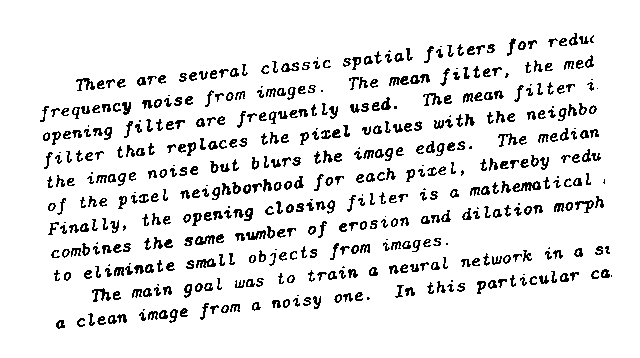 There are several classic spatial filters for reduc
frequency noise from images. The mean filter, the med
opening filter are frequently used. The mean filter i
filter that replaces the pixel values with the neighbo
the image noise but blurs the image edges. The median
of the pixel neighborhood for each pixel, thereby redu
Finally, the opening closing filter is a mathematical
combines the same number of erosion and dilation morph
to eliminate small objects from images.
The main goal was to train a neural network in a su
a clean image from a noisy one. In this particular ca